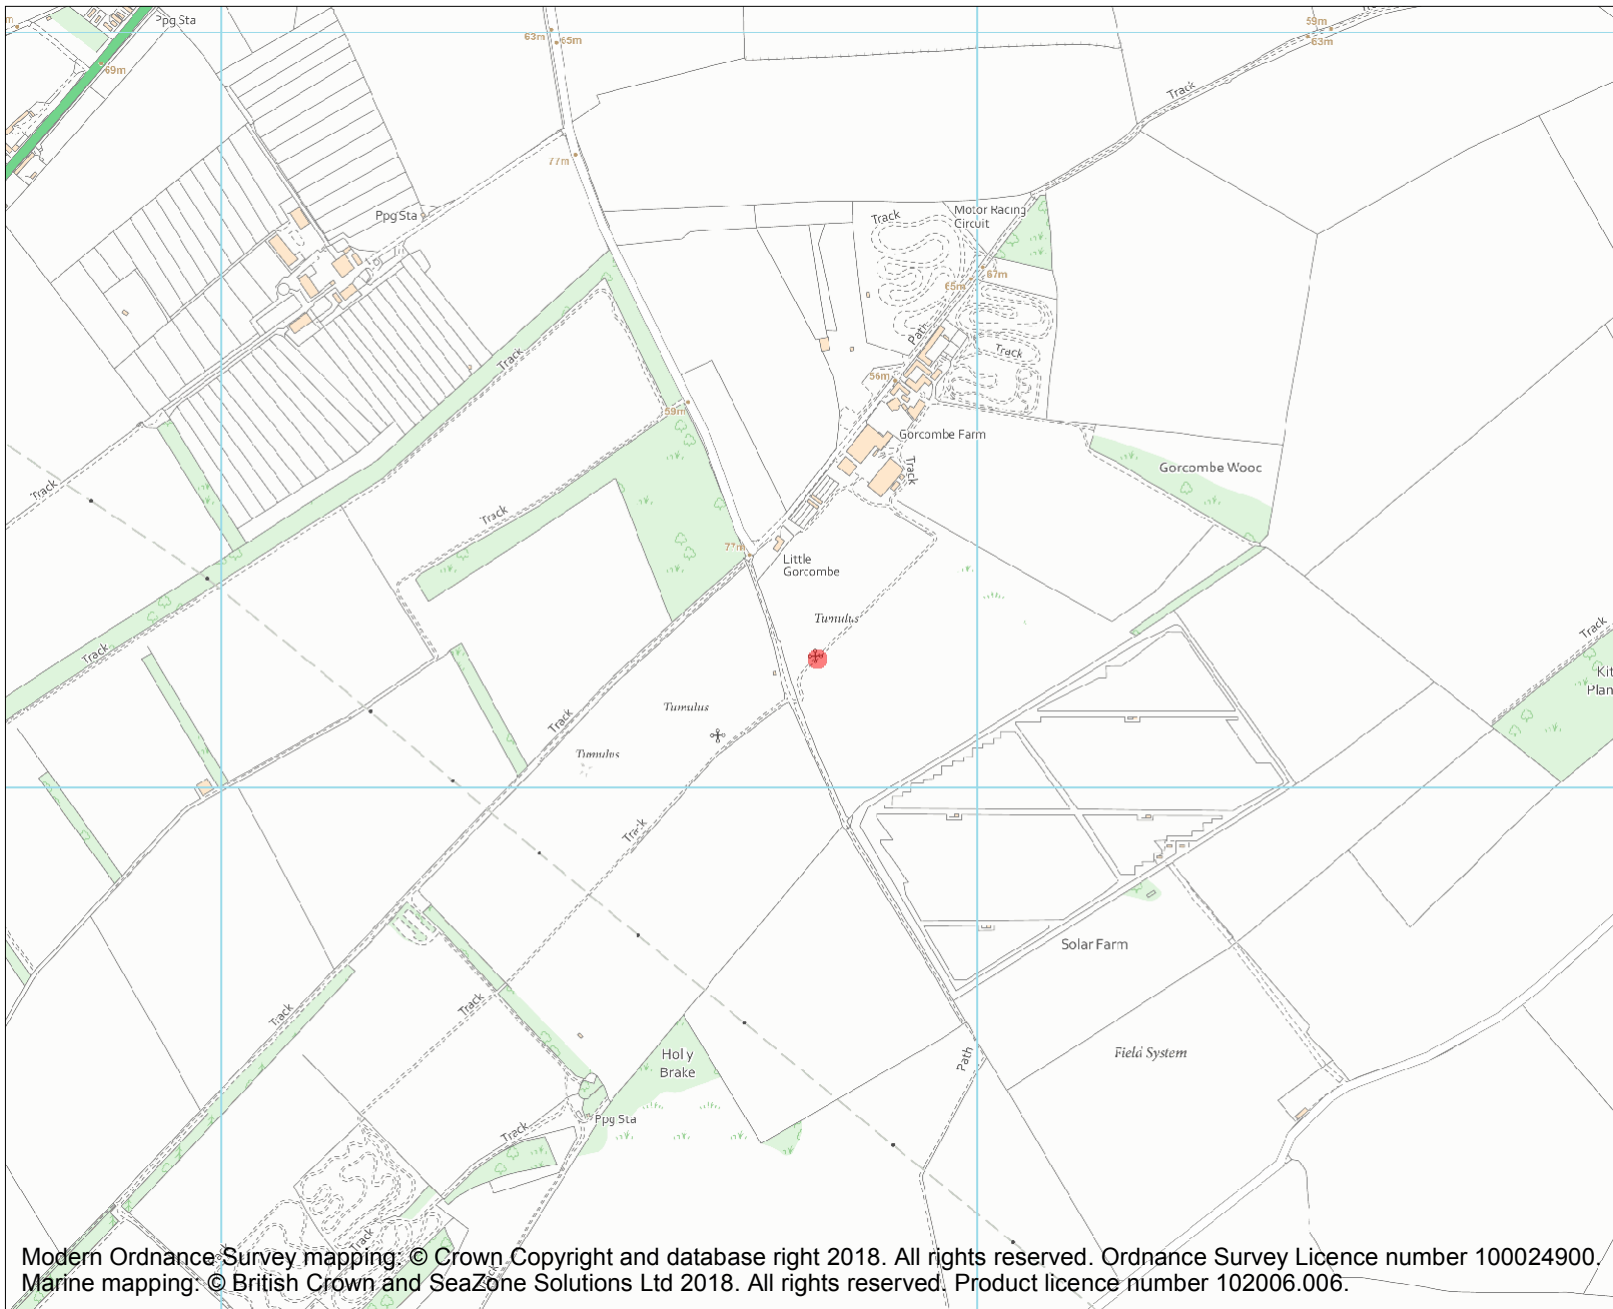 Ppg Sta
69m
63m
65m
59m
63m
Track
77m
Ppg Sta
Track
Motor Racing
Circuit
67m
65m
Path
Track
Track
56m
59m
Gorcombe Farm
Track
Gorcombe
Track
Track
Little
Gorcombe
Tumulus
Track
Track
Tumulus
Track
Tumulus
Track
Solar Farm
Track
Track
Holy
Brake
Path
Field System
Ppg Sta
Track
Track
Modern Ordnance Survey mapping: © Crown Copyright and database right 2018. All rights reserved. Ordnance Survey Licence number 100024900.
Marine mapping: © British Crown and SeaZone Solutions Ltd 2018. All rights reserved. Product licence number 102006.006.